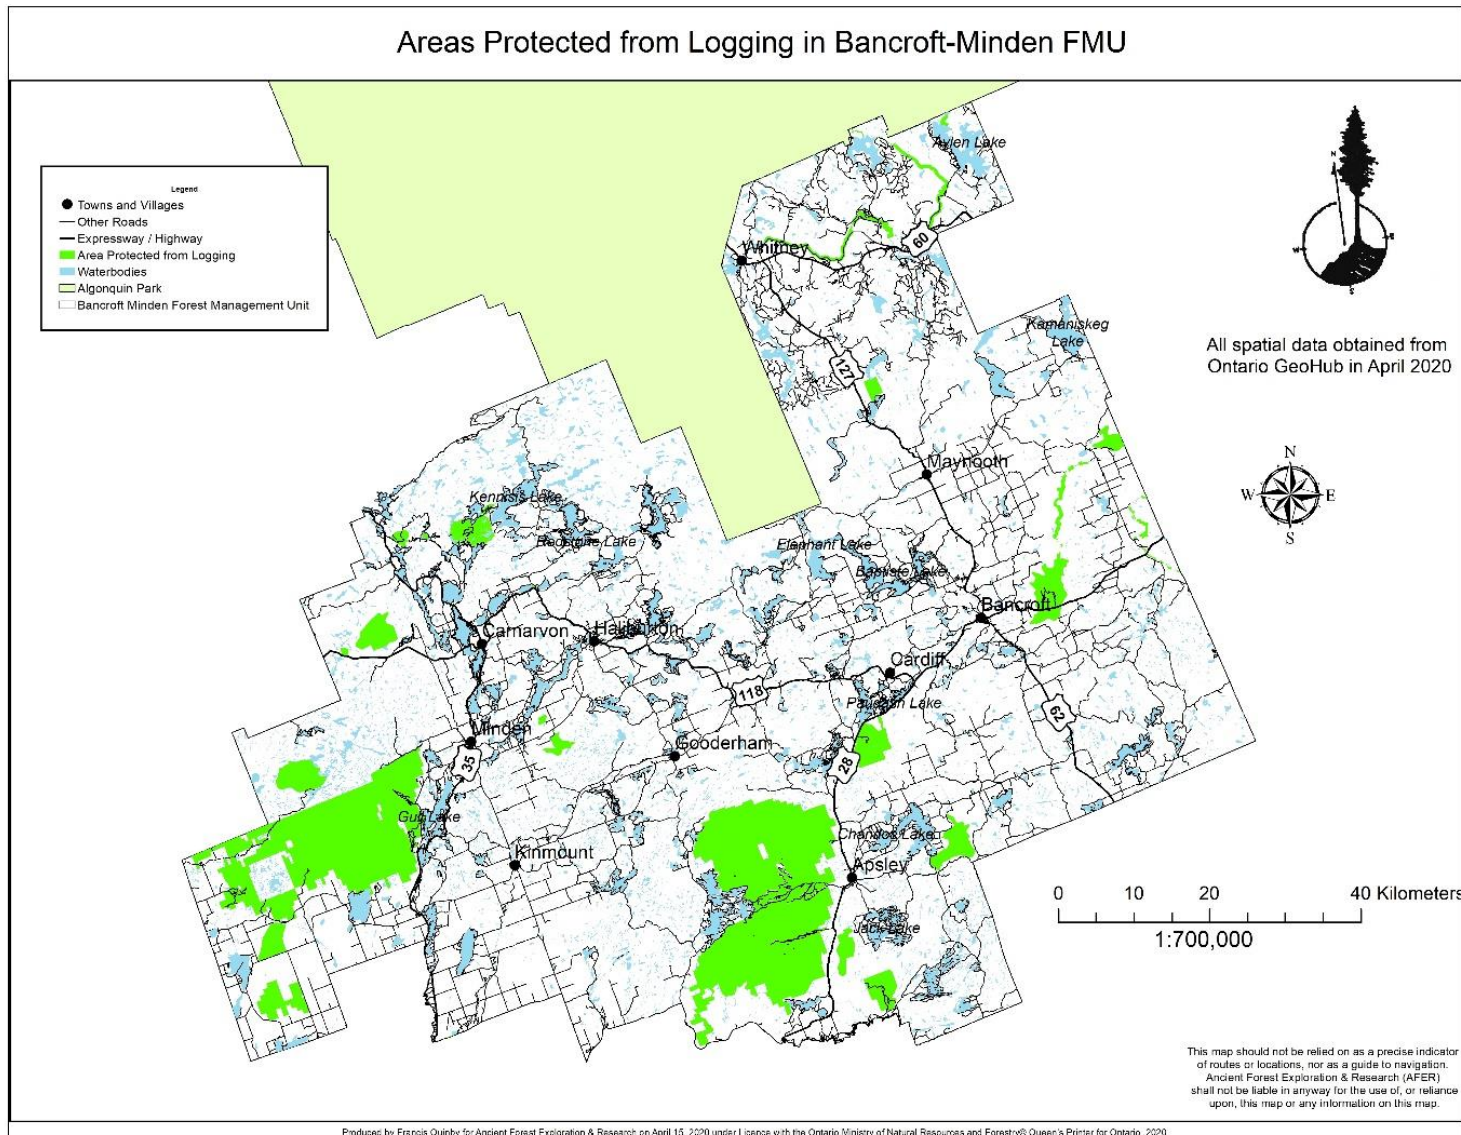 Areas Protected from Logging in Bancroft-Minden FMU
Legend
Towns and Villages
Other Roads
Expressway / Highway
Area Protected from Logging
Waterbodies
Algonquin Park
Bancroft Minden Forest Management Unit
Aylen Lake
N
W
E
S
Whitney
60
Kamaniskeg
Lake
All spatial data obtained from
Ontario GeoHub in April 2020
127
Maynooth
N
W
E
S
Kennisis Lake
Redstone Lake
Elephant Lake
Baptiste Lake
Bancroft
Carnarvon
Haliburton
Cardiff
118
Paudash Lake
62
Minden
Gooderham
35
28
Gull Lake
Chandos Lake
Kinmount
Apsley
Jack Lake
0 10 20 40 Kilometers
1:700,000
This map should not be relied on as a precise indicator
of routes or locations, nor as a guide to navigation.
Ancient Forest Exploration & Research (AFER)
shall not be liable in anyway for the use of, or reliance
upon, this map or any information on this map.
Produced by Francis Quinby for Ancient Forest Exploration & Research on April 15, 2020 under Licence with the Ontario Ministry of Natural Resources and Forestry© Queen's Printer for Ontario, 2020